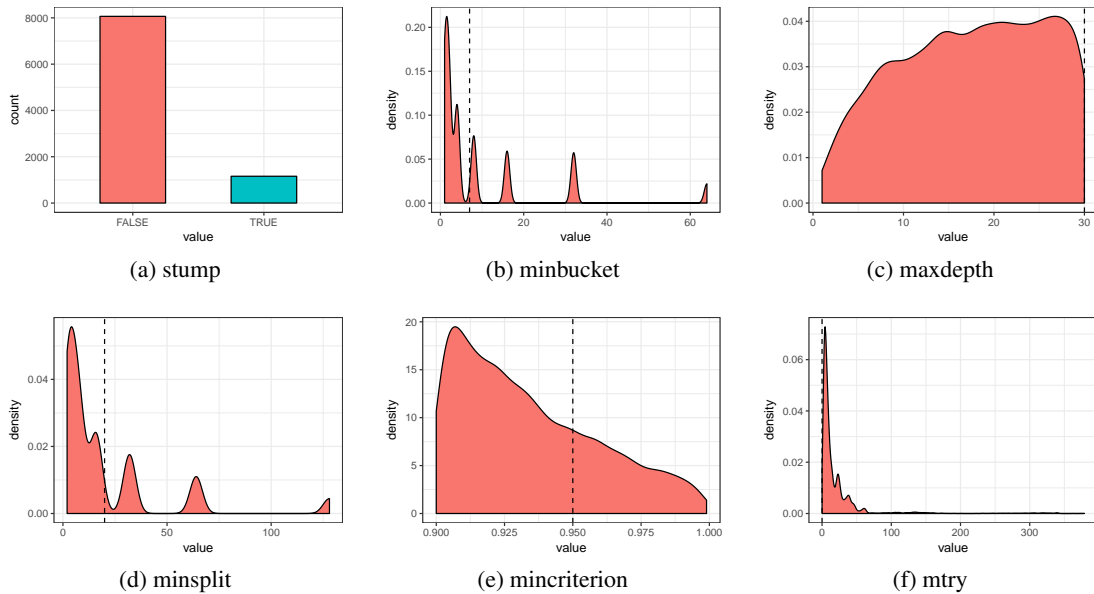 8000
6000
4000
2000
0
count
FALSE
TRUE
value
(a) stump
0.20
0.15
0.10
0.05
0.00
density
0
20
40
60
value
(b) minbucket
0.04
0.03
0.02
0.01
0.00
density
0
10
20
30
value
(c) maxdepth
0.04
0.02
0.00
density
0
50
100
value
(d) minsplit
20
15
10
5
0
density
0.900
0.925
0.950
0.975
1.000
value
(e) mincriterion
0.06
0.04
0.02
0.00
density
0
100
200
300
value
(f) mtry